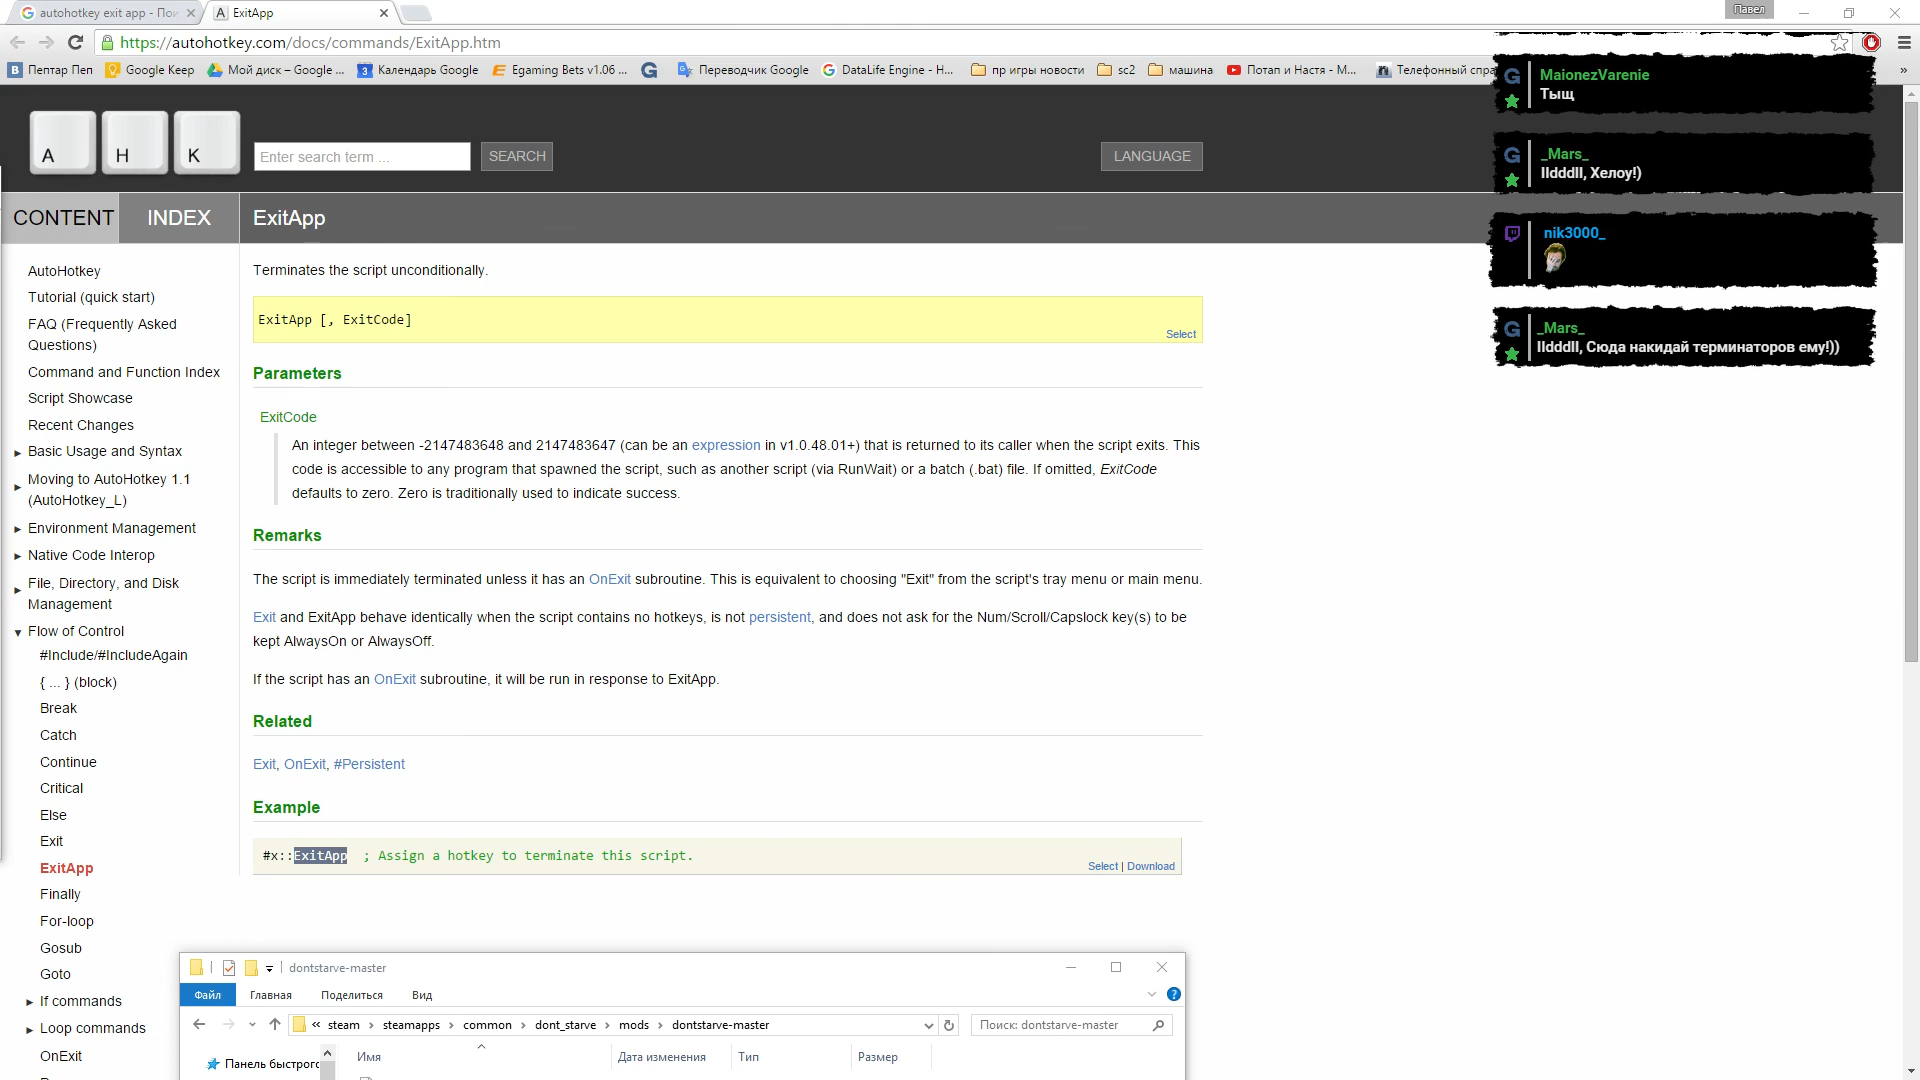 autohotkey exit app - Пои
ExitApp
Павел
https://autohotkey.com/docs/commands/ExitApp.htm
Пептар Пеп
Google Keep
Мой диск – Google ...
Календарь Google
Egaming Bets v1.06 ...
Переводчик Google
DataLife Engine - Н...
пр игры новости
sc2
машина
Потап и Настя - М...
Телефонный спра
»
A H K
Enter search term ...
SEARCH
LANGUAGE
CONTENT
INDEX
ExitApp
AutoHotkey
Tutorial (quick start)
FAQ (Frequently Asked
Questions)
Command and Function Index
Script Showcase
Recent Changes
Basic Usage and Syntax
Moving to AutoHotkey 1.1
(AutoHotkey_L)
Environment Management
Native Code Interop
File, Directory, and Disk
Management
Flow of Control
#Include/#IncludeAgain
{ ... } (block)
Break
Catch
Continue
Critical
Else
Exit
ExitApp
Finally
For-loop
Gosub
Goto
If commands
Loop commands
OnExit
Terminates the script unconditionally.
ExitApp [, ExitCode]
Select
Parameters
ExitCode
An integer between -2147483648 and 2147483647 (can be an expression in v1.0.48.01+) that is returned to its caller when the script exits. This
code is accessible to any program that spawned the script, such as another script (via RunWait) or a batch (.bat) file. If omitted, ExitCode
defaults to zero. Zero is traditionally used to indicate success.
Remarks
The script is immediately terminated unless it has an OnExit subroutine. This is equivalent to choosing "Exit" from the script's tray menu or main menu.
Exit and ExitApp behave identically when the script contains no hotkeys, is not persistent, and does not ask for the Num/Scroll/Capslock key(s) to be
kept AlwaysOn or AlwaysOff.
If the script has an OnExit subroutine, it will be run in response to ExitApp.
Related
Exit, OnExit, #Persistent
Example
#x::ExitApp ; Assign a hotkey to terminate this script.
Select | Download
MaionezVarenie
Тыщ
_Mars_
IIdddII, Хелоу!)
nik3000_
_Mars_
IIdddII, Сюда накидай терминаторов ему!))
dontstarve-master
Файл
Главная
Поделиться
Вид
« steam › steamapps › common › dont_starve › mods › dontstarve-master
Поиск: dontstarve-master
Панель быстрого
Имя
Дата изменения
Тип
Размер